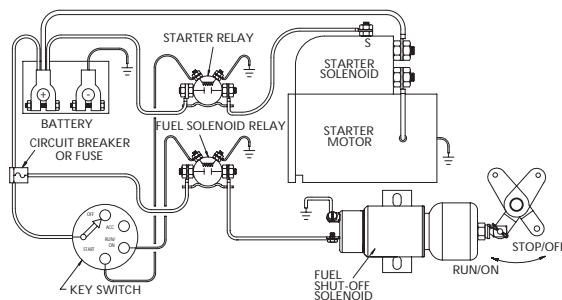 STARTER RELAY
S
STARTER
SOLENOID
+
-
BATTERY
FUEL SOLENOID RELAY
STARTER
MOTOR
CIRCUIT BREAKER
OR FUSE
OFF
ACC
RUN/
ON
START
KEY SWITCH
STOP/OFF
RUN/ON
FUEL
SHUT-OFF
SOLENOID